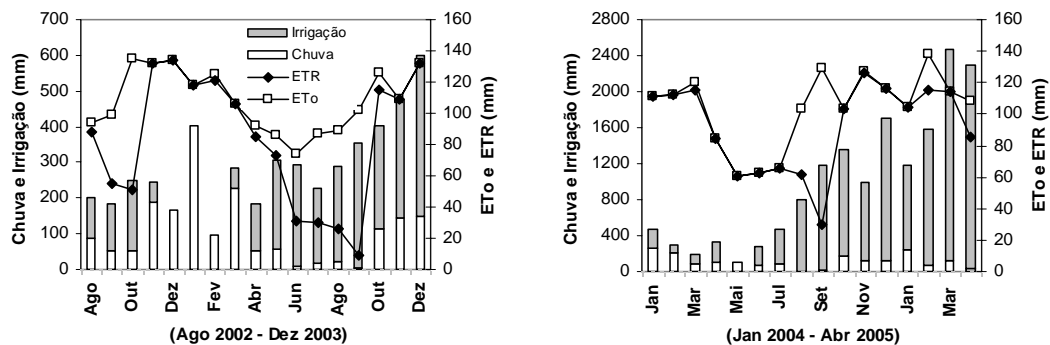 700
600
500
400
300
200
100
0
Chuva e Irrigação (mm)
160
140
120
100
80
60
40
20
0
ETo e ETR (mm)
Irrigação
Chuva
ETR
ETo
Ago
Out
Dez
Fev
Abr
Jun
Ago
Out
Dez
(Ago 2002 - Dez 2003)
2800
2400
2000
1600
1200
800
400
0
Chuva e Irrigação (mm)
160
140
120
100
80
60
40
20
0
ETo e ETR (mm)
Jan
Mar
Mai
Jul
Set
Nov
Jan
Mar
(Jan 2004 - Abr 2005)